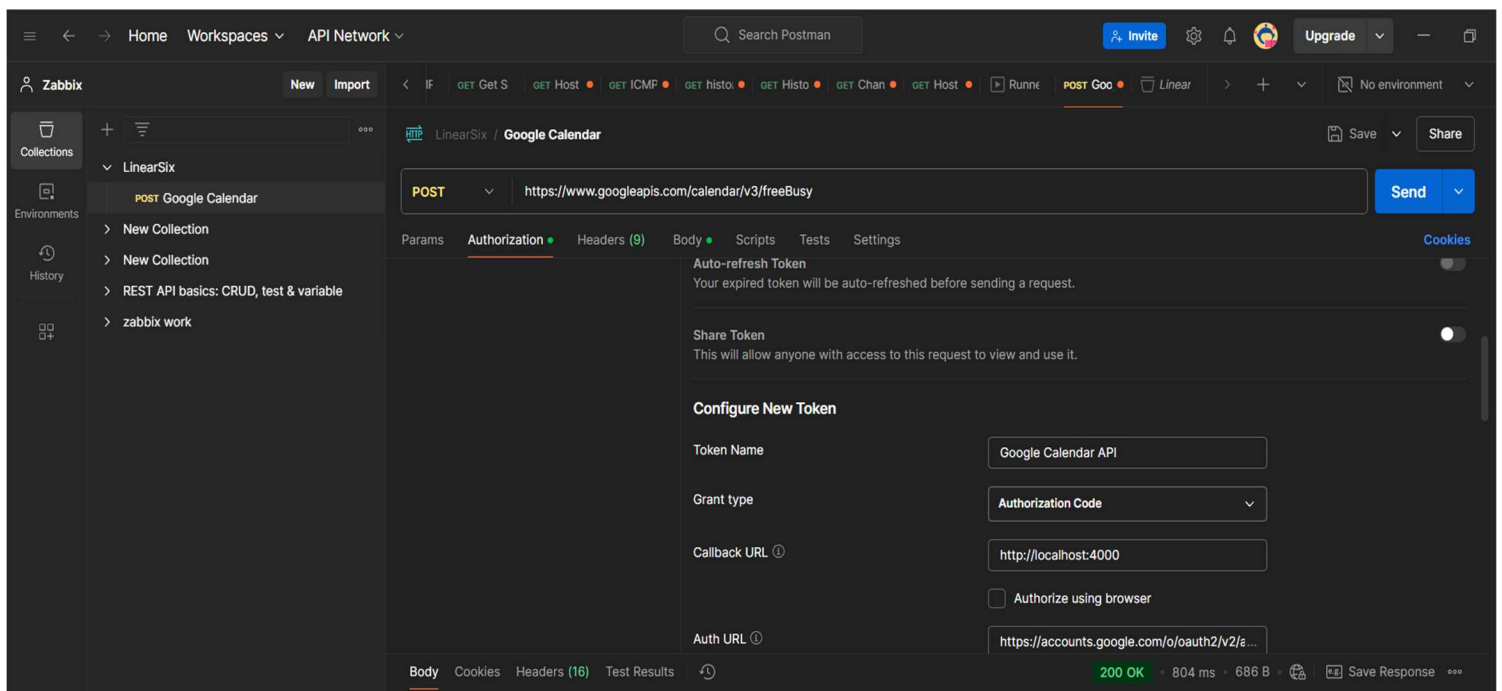 Home Workspaces API Network Search Postman Invite Upgrade
Zabbix New Import
GET Get S GET Host GET ICMP GET histo GET Histo GET Chan GET Host Runne POST Goo Linear No environment
Collections
Environments
History
LinearSix
POST Google Calendar
New Collection
New Collection
REST API basics: CRUD, test & variable
zabbix work
HTTP LinearSix / Google Calendar Save Share
POST https://www.googleapis.com/calendar/v3/freeBusy Send
Params Authorization Headers (9) Body Scripts Tests Settings Cookies
Auto-refresh Token
Your expired token will be auto-refreshed before sending a request.
Share Token
This will allow anyone with access to this request to view and use it.
Configure New Token
Token Name Google Calendar API
Grant type Authorization Code
Callback URL http://localhost:4000
Authorize using browser
Auth URL https://accounts.google.com/o/oauth2/v2/a...
Body Cookies Headers (16) Test Results 200 OK 804 ms 686 B e.g. Save Response